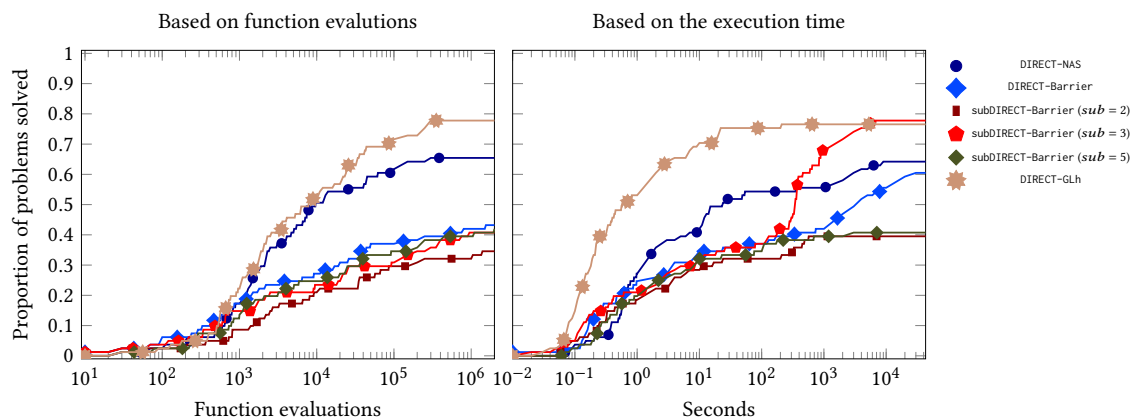 Based on function evalutions
Based on the execution time
Proportion of problems solved
1
0.9
0.8
0.7
0.6
0.5
0.4
0.3
0.2
0.1
0
10^1 10^2 10^3 10^4 10^5 10^6
Function evaluations
10^−2 10^−1 10^0 10^1 10^2 10^3 10^4
Seconds
DIRECT-NAS
DIRECT-Barrier
subDIRECT-Barrier (sub = 2)
subDIRECT-Barrier (sub = 3)
subDIRECT-Barrier (sub = 5)
DIRECT-GLh